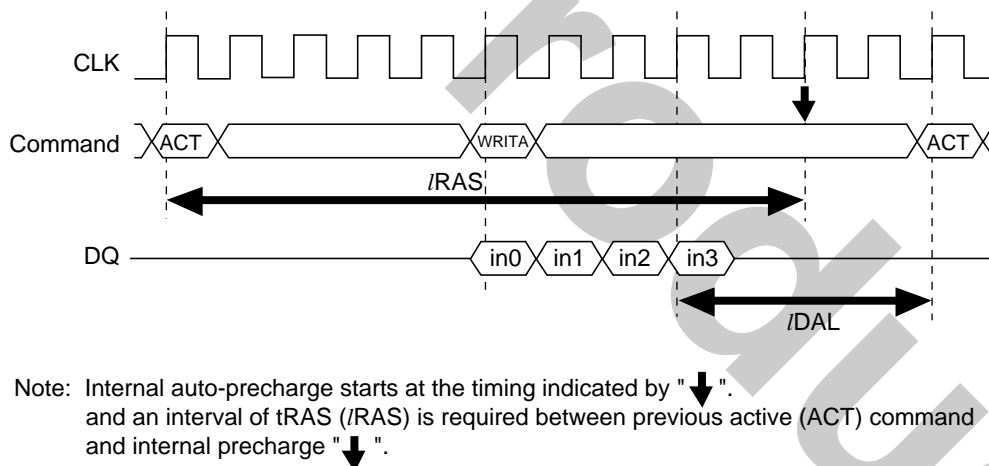 CLK
Command ACT WRITA ACT
lRAS
DQ in0 in1 in2 in3
lDAL
Note: Internal auto-precharge starts at the timing indicated by " ".
and an interval of tRAS (lRAS) is required between previous active (ACT) command
and internal precharge " ".